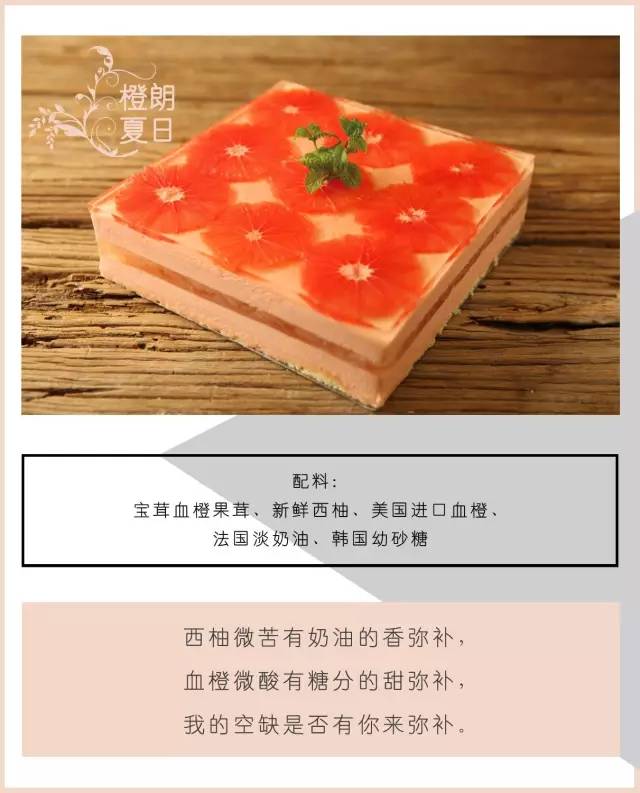 橙朗
夏日
配料：
宝茸血橙果茸、新鲜西柚、美国进口血橙、
法国淡奶油、韩国幼砂糖
西柚微苦有奶油的香弥补，
血橙微酸有糖分的甜弥补，
我的空缺是否有你来弥补。